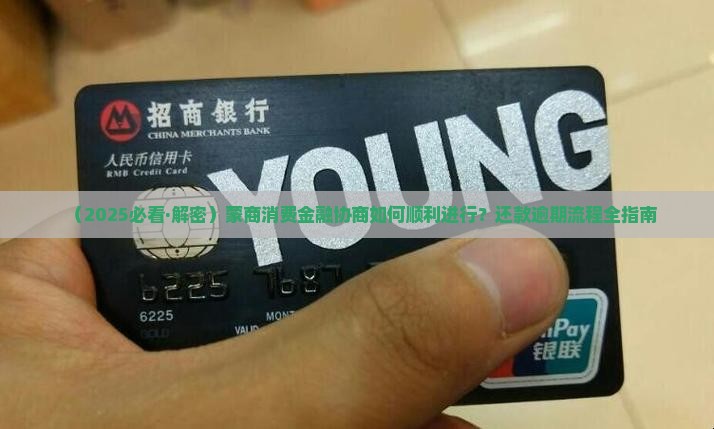 招商银行
CHINA MERCHANTS BANK
人民币信用卡
RMB Credit Card
YOUNG
（2025必看·解密）蒙商消费金融协商如何顺利进行？还款逾期流程全指南
6225 7687
6225
MONT
GOLD
VALID
Pay
银联